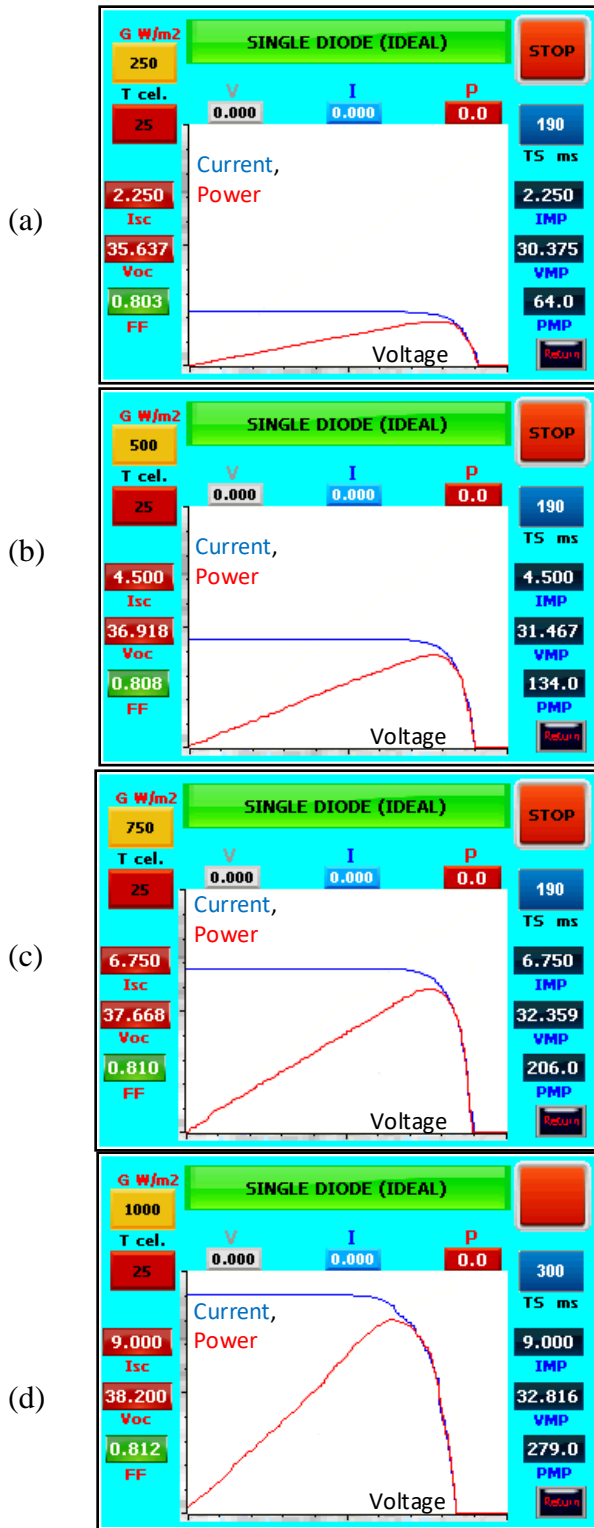 (a)
G W/m2
SINGLE DIODE (IDEAL)
STOP
250
T cel.
V I P
25
0.000 0.000 0.0
190
TS ms
Current,
Power
2.250
Isc
2.250
IMP
35.637
Voc
30.375
VMP
0.803
FF
64.0
PMP
Voltage
Return
(b)
G W/m2
SINGLE DIODE (IDEAL)
STOP
500
T cel.
V I P
25
0.000 0.000 0.0
190
TS ms
Current,
Power
4.500
Isc
4.500
IMP
36.918
Voc
31.467
VMP
0.808
FF
134.0
PMP
Voltage
Return
(c)
G W/m2
SINGLE DIODE (IDEAL)
STOP
750
T cel.
V I P
25
0.000 0.000 0.0
190
TS ms
Current,
Power
6.750
Isc
6.750
IMP
37.668
Voc
32.359
VMP
0.810
FF
206.0
PMP
Voltage
Return
(d)
G W/m2
SINGLE DIODE (IDEAL)
1000
T cel.
V I P
25
0.000 0.000 0.0
300
TS ms
Current,
Power
9.000
Isc
9.000
IMP
38.200
Voc
32.816
VMP
0.812
FF
279.0
PMP
Voltage
Return